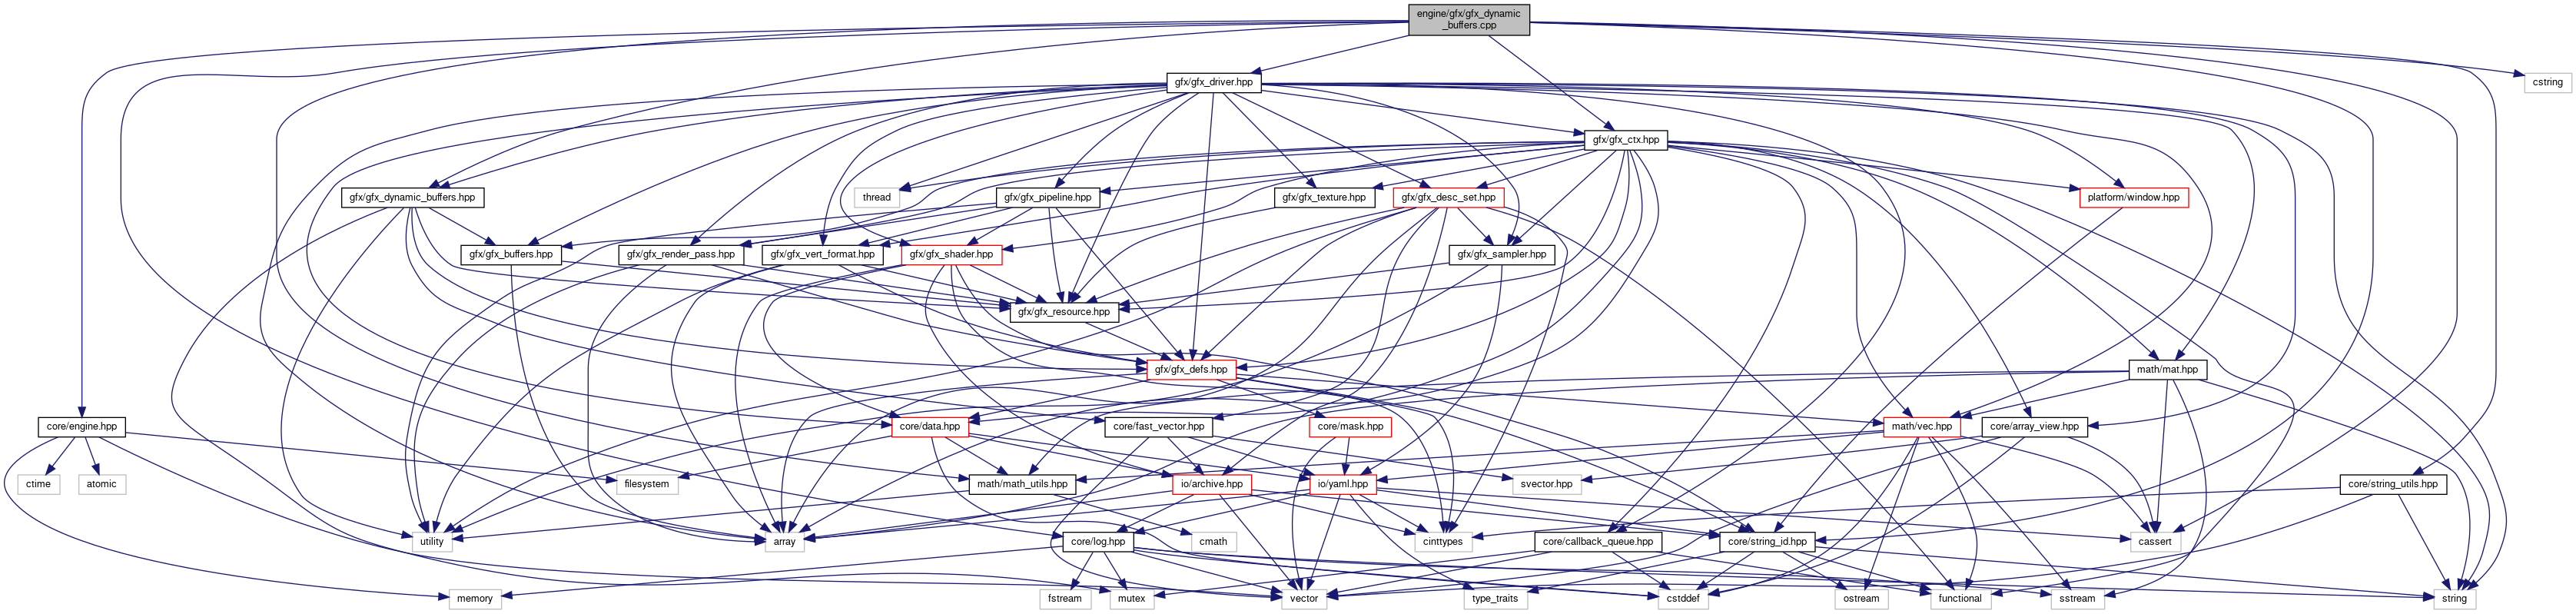 engine/gfx/gfx_dynamic
_buffers.cpp
gfx/gfx_driver.hpp
cstring
gfx/gfx_ctx.hpp
gfx/gfx_dynamic_buffers.hpp
thread
gfx/gfx_pipeline.hpp
gfx/gfx_texture.hpp
gfx/gfx_desc_set.hpp
platform/window.hpp
gfx/gfx_buffers.hpp
gfx/gfx_render_pass.hpp
gfx/gfx_vert_format.hpp
gfx/gfx_shader.hpp
gfx/gfx_sampler.hpp
gfx/gfx_resource.hpp
gfx/gfx_defs.hpp
math/mat.hpp
core/engine.hpp
core/data.hpp
core/fast_vector.hpp
core/mask.hpp
math/vec.hpp
core/array_view.hpp
ctime
atomic
filesystem
math/math_utils.hpp
io/archive.hpp
io/yaml.hpp
svector.hpp
core/string_utils.hpp
utility
array
core/log.hpp
cmath
cinttypes
core/callback_queue.hpp
core/string_id.hpp
cassert
memory
fstream
mutex
vector
type_traits
cstddef
ostream
functional
sstream
string